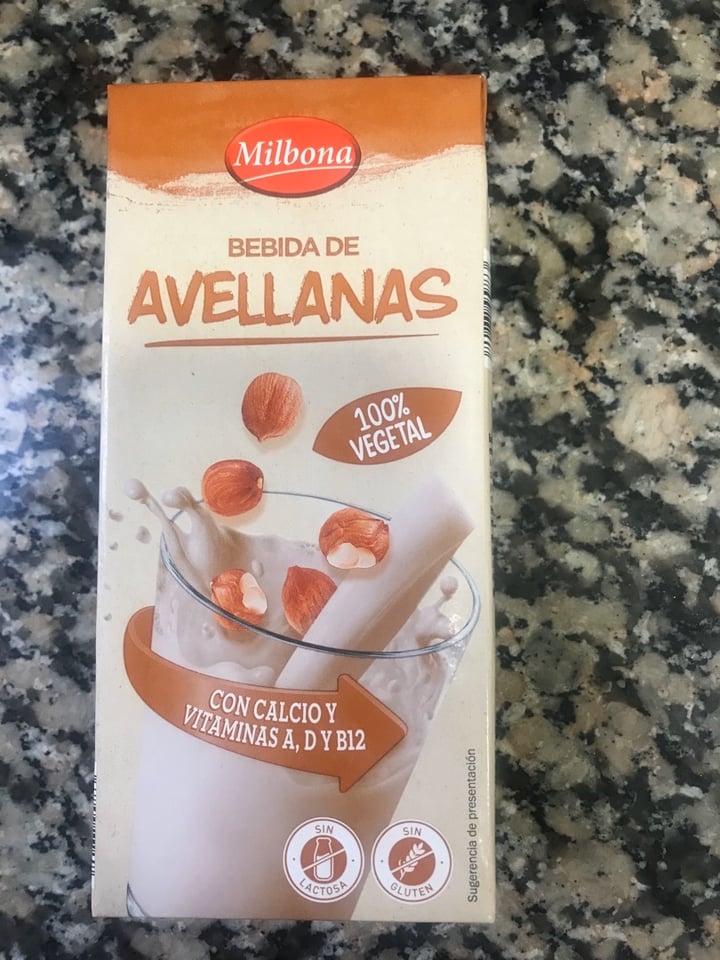 Milbona
BEBIDA DE
AVELLANAS
100%
VEGETAL
CON CALCIO Y
VITAMINAS A, D Y B12
SIN
LACTOSA
SIN
GLUTEN
Sugerencia de presentación